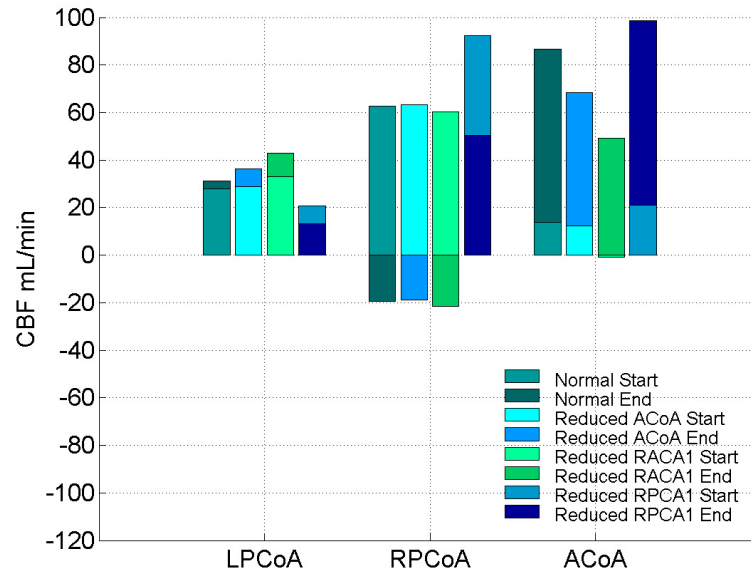 100
80
60
40
20
0
-20
-40
-60
-80
-100
-120
CBF mL/min
Normal Start
Normal End
Reduced ACoA Start
Reduced ACoA End
Reduced RACA1 Start
Reduced RACA1 End
Reduced RPCA1 Start
Reduced RPCA1 End
LPCoA RPCoA ACoA